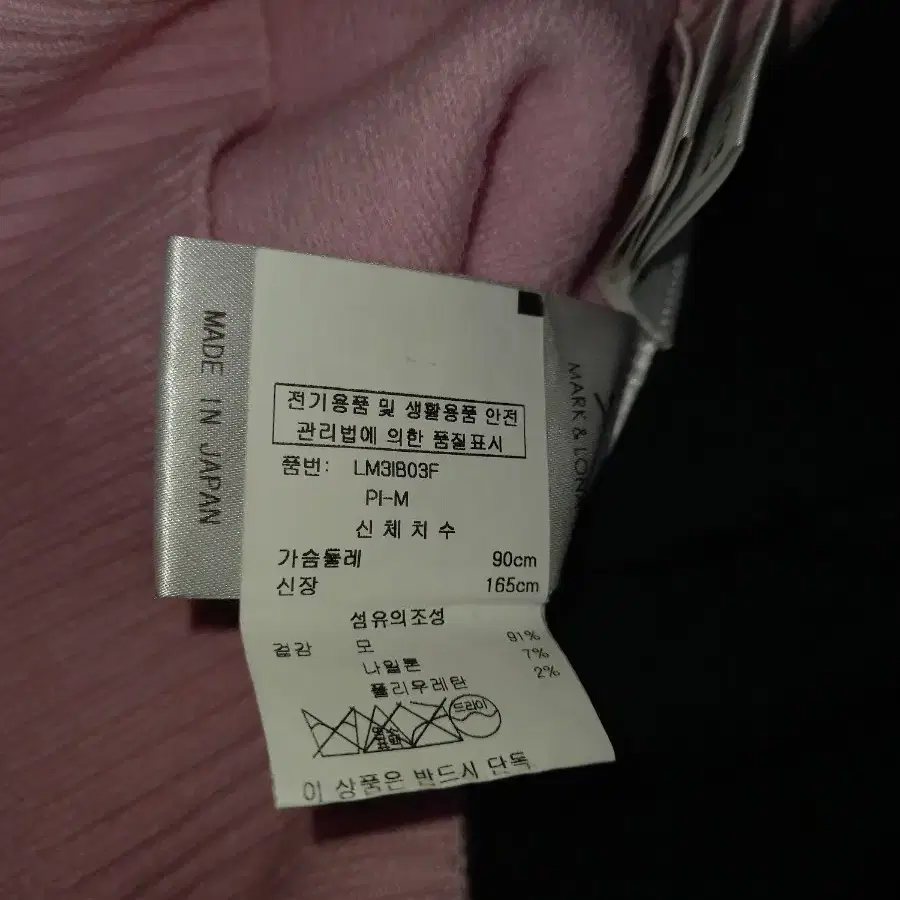 MADE IN JAPAN
전기용품 및 생활용품 안전
관리법에 의한 품질표시
품번: LM3IB03F
PI-M
신체치수
가슴둘레 90cm
신장 165cm
섬유의조성
겉감 모 91%
나일론 7%
폴리우레탄 2%
드라이
이 상품은 반드시 단독
MARK & LON